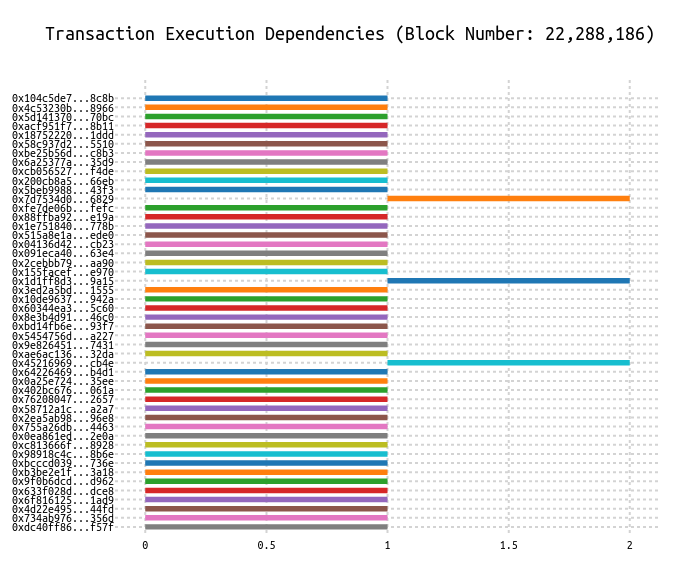 Transaction Execution Dependencies (Block Number: 22,288,186)
0x104c5de7...8c8b
0x4c53230b...8966
0x5d141370...70bc
0xacf951f7...8b11
0x18752220...1ddd
0x58c937d2...5510
0xbe25b56d...c8b3
0x6a25377a...35d9
0xcb056527...f4de
0x200cb8a5...66eb
0x5beb9988...43f3
0x7d7534d0...6829
0xfe7de06b...fefc
0x88ffba92...e19a
0x1e751840...778b
0x515a8e1a...ede0
0x04136d42...cb23
0x091eca40...63e4
0x2cebbb79...aa90
0x155facef...e970
0x1d1ff8d3...9a15
0x3ed2a5bd...1555
0x10de9637...942a
0x60344ea3...5c60
0x8e3b4d91...46c0
0xbd14fb6e...93f7
0x5454756d...a227
0x9e826451...7431
0xae6ac136...32da
0x45216969...cb4e
0x64226469...b4d1
0x0a25e724...35ee
0x402bc676...061a
0x76208047...2657
0x58712a1c...a2a7
0x2ea5ab98...96e8
0x755a26db...4463
0x0ea861ed...2e0a
0xc813666f...8928
0x98918c4c...8b6e
0xbcccd039...736e
0xb3be2e1f...3a18
0x9f0b6dcd...d962
0x633f028d...dce8
0x6f816125...1ad9
0x4d22e495...44fd
0x734ab976...356d
0xdc40ff86...f57f
0 0.5 1 1.5 2